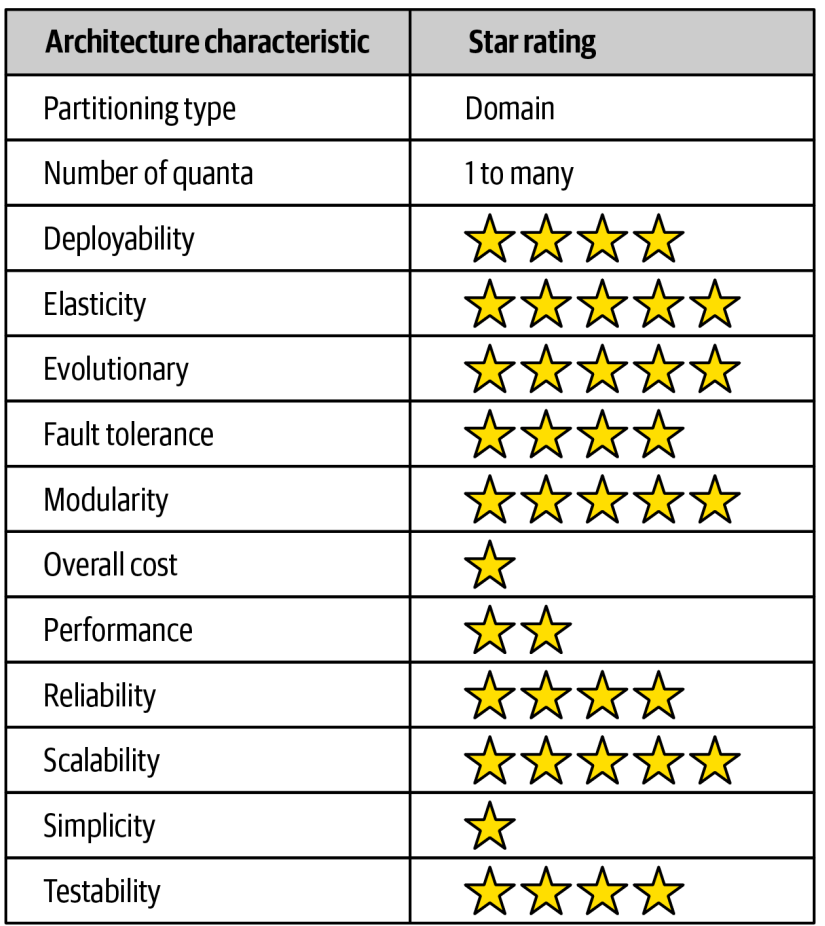 Architecture characteristic Star rating
Partitioning type Domain
Number of quanta 1 to many
Deployability
Elasticity
Evolutionary
Fault tolerance
Modularity
Overall cost
Performance
Reliability
Scalability
Simplicity
Testability